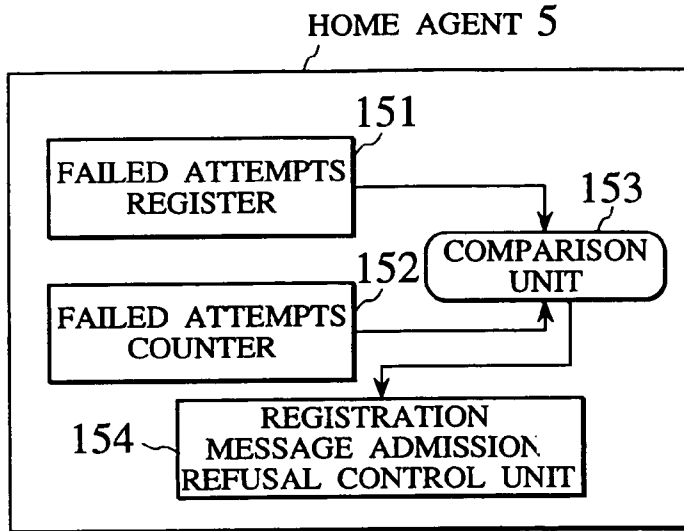 HOME AGENT 5
151
FAILED ATTEMPTS
REGISTER
153
COMPARISON
UNIT
152
FAILED ATTEMPTS
COUNTER
154
REGISTRATION
MESSAGE ADMISSION
REFUSAL CONTROL UNIT